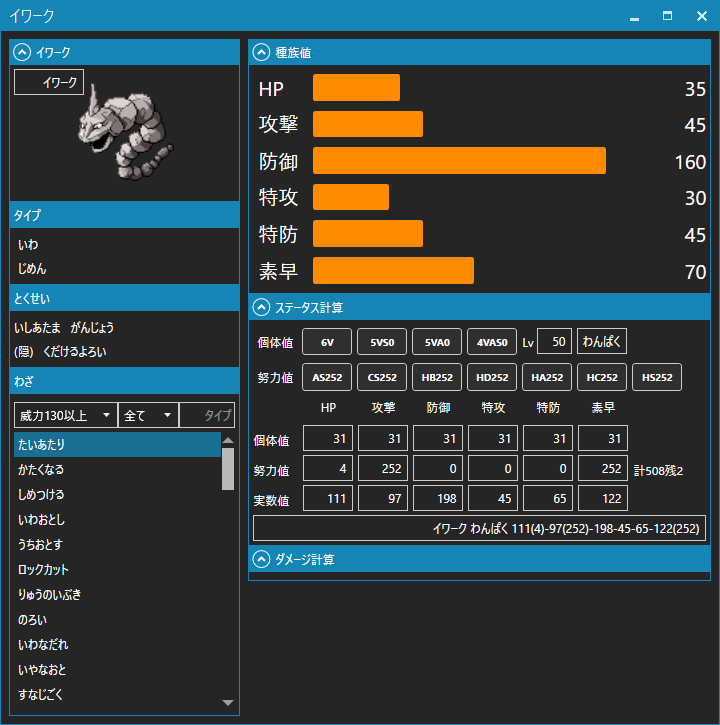 イワーク
イワーク
イワーク
タイプ
いわ
じめん
とくせい
いしあたま がんじょう
(隠) くだけるよろい
わざ
威力130以上 全て タイプ
たいあたり
かたくなる
しめつける
いわおとし
うちおとす
ロックカット
りゅうのいぶき
のろい
いわなだれ
いやなおと
すなじごく
種族値
HP 35
攻撃 45
防御 160
特攻 30
特防 45
素早 70
ステータス計算
個体値 6V 5VS0 5VA0 4VAS0 Lv 50 わんぱく
努力値 AS252 CS252 HB252 HD252 HA252 HC252 HS252
HP 攻撃 防御 特攻 特防 素早
個体値 31 31 31 31 31 31
努力値 4 252 0 0 0 252 計508残2
実数値 111 97 198 45 65 122
イワーク わんぱく 111(4)-97(252)-198-45-65-122(252)
ダメージ計算